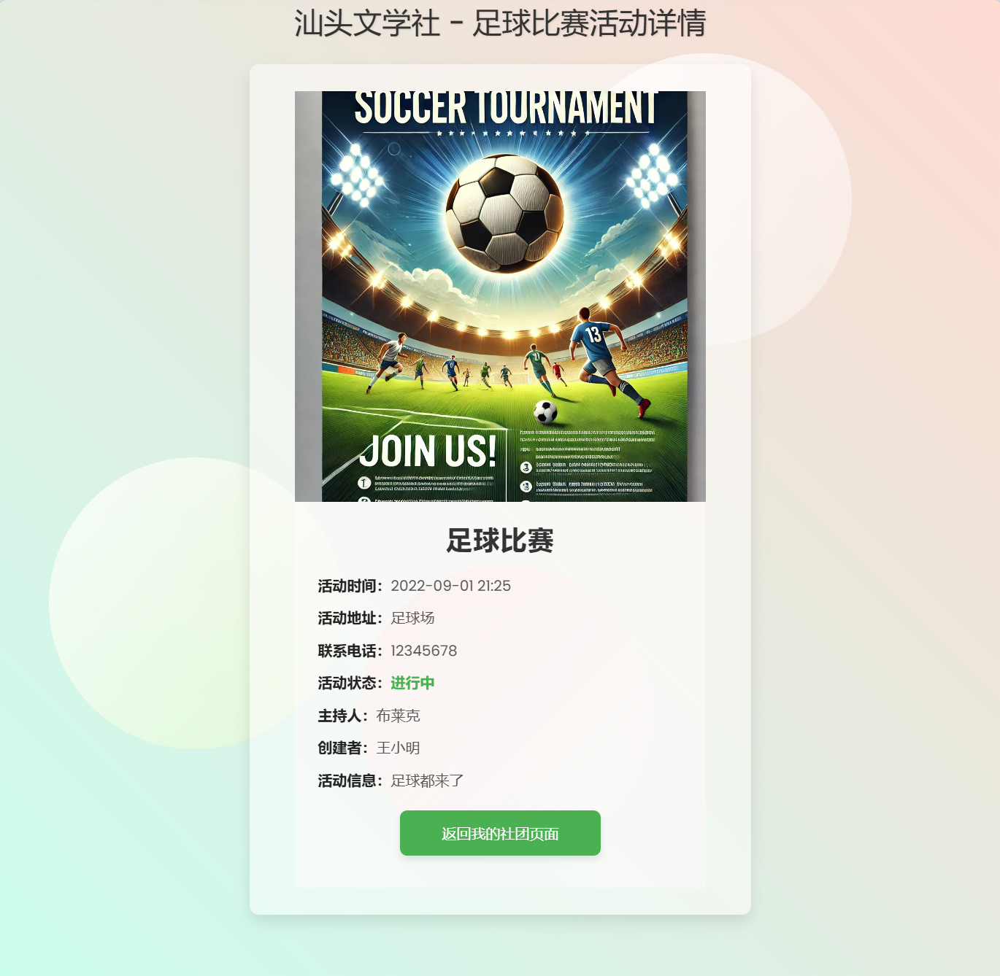 汕头文学社 - 足球比赛活动详情
SOCCER TOURNAMENT
13
JOIN US!
1
足球比赛
活动时间：2022-09-01 21:25
活动地址：足球场
联系电话：12345678
活动状态：进行中
主持人：布莱克
创建者：王小明
活动信息：足球都来了
返回我的社团页面